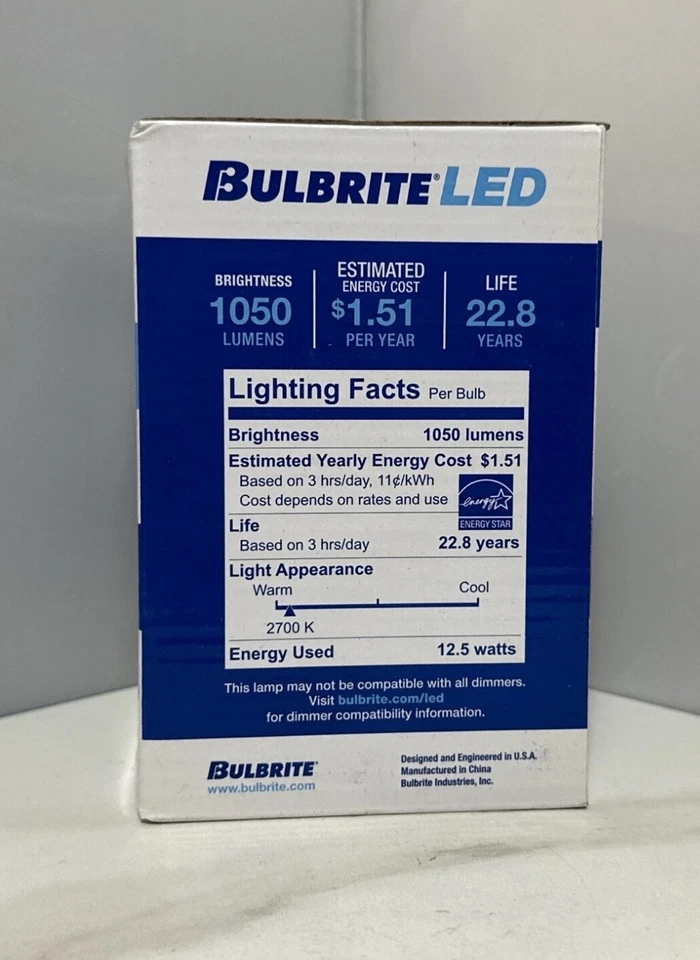 BULBRITE® LED
BRIGHTNESS
1050
LUMENS
ESTIMATED
ENERGY COST
$1.51
PER YEAR
LIFE
22.8
YEARS
Lighting Facts Per Bulb
Brightness 1050 lumens
Estimated Yearly Energy Cost $1.51
Based on 3 hrs/day, 11¢/kWh
Cost depends on rates and use
energy
ENERGY STAR
Life
Based on 3 hrs/day 22.8 years
Light Appearance
Warm Cool
2700 K
Energy Used 12.5 watts
This lamp may not be compatible with all dimmers.
Visit bulbrite.com/led
for dimmer compatibility information.
BULBRITE®
www.bulbrite.com
Designed and Engineered in U.S.A.
Manufactured in China
Bulbrite Industries, Inc.